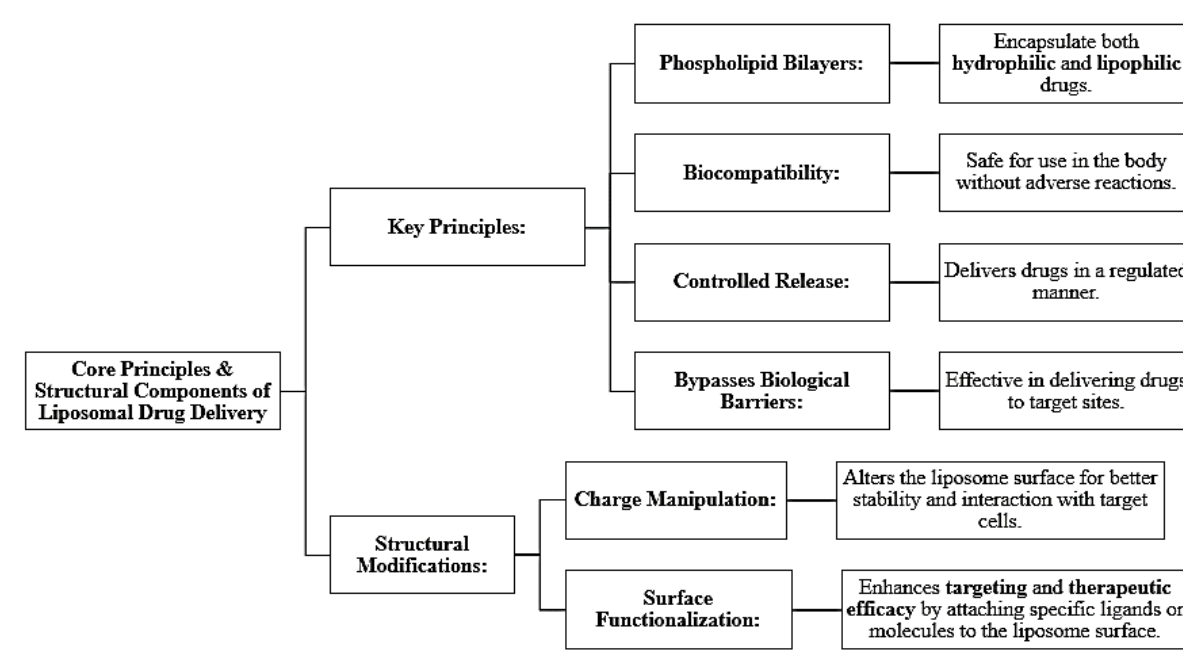 Core Principles &
Structural Components of
Liposomal Drug Delivery
Key Principles:
Phospholipid Bilayers:
Encapsulate both
hydrophilic and lipophilic
drugs.
Biocompatibility:
Safe for use in the body
without adverse reactions.
Controlled Release:
Delivers drugs in a regulated
manner.
Bypasses Biological
Barriers:
Effective in delivering drugs
to target sites.
Structural
Modifications:
Charge Manipulation:
Alters the liposome surface for better
stability and interaction with target
cells.
Surface
Functionalization:
Enhances targeting and therapeutic
efficacy by attaching specific ligands or
molecules to the liposome surface.